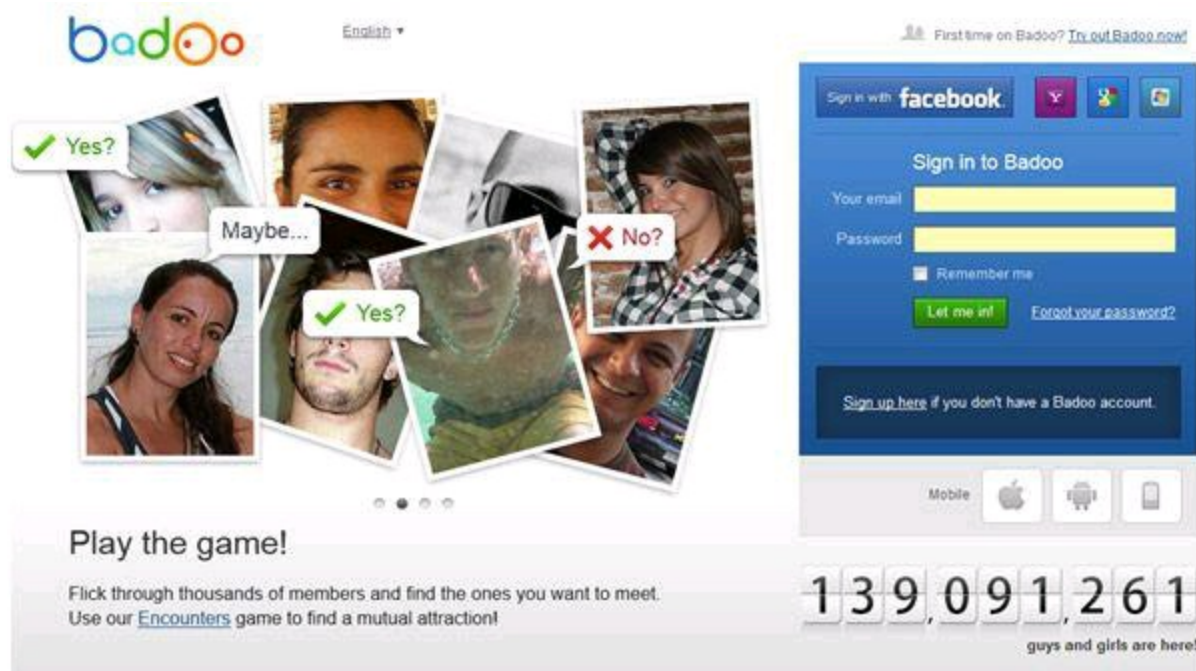 badoo
English ▾
First time on Badoo? Try out Badoo now!
Yes?
Maybe...
Yes?
No?
Sign in with facebook.
Y
8
Sign in to Badoo
Your email
Password
Remember me
Let me in! Forgot your password?
Sign up here if you don't have a Badoo account.
Mobile
Play the game!
Flick through thousands of members and find the ones you want to meet.
Use our Encounters game to find a mutual attraction!
139,091,261
guys and girls are here!